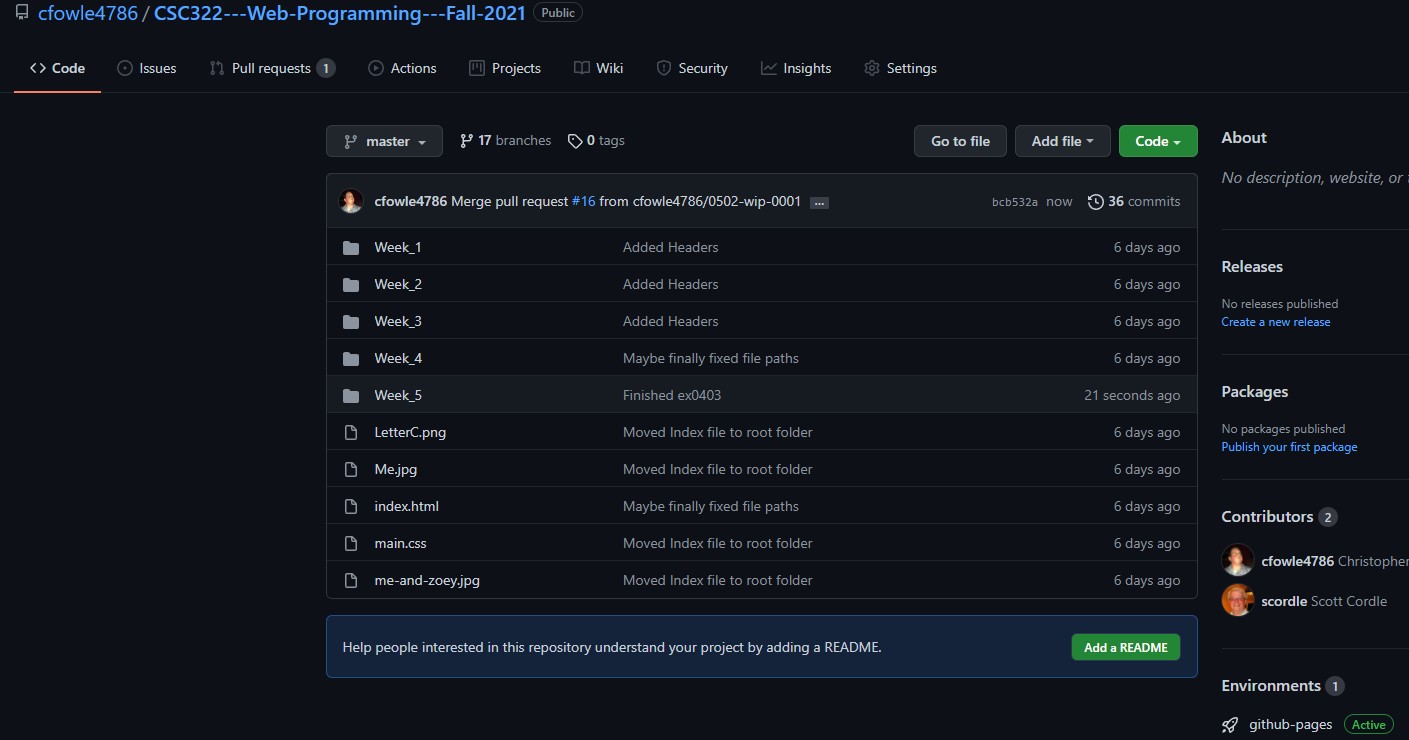 cfowle4786 / CSC322---Web-Programming---Fall-2021 Public
Code Issues Pull requests 1 Actions Projects Wiki Security Insights Settings
master 17 branches 0 tags Go to file Add file Code
cfowle4786 Merge pull request #16 from cfowle4786/0502-wip-0001 ... bcb532a now 36 commits
Week_1 Added Headers 6 days ago
Week_2 Added Headers 6 days ago
Week_3 Added Headers 6 days ago
Week_4 Maybe finally fixed file paths 6 days ago
Week_5 Finished ex0403 21 seconds ago
LetterC.png Moved Index file to root folder 6 days ago
Me.jpg Moved Index file to root folder 6 days ago
index.html Maybe finally fixed file paths 6 days ago
main.css Moved Index file to root folder 6 days ago
me-and-zoey.jpg Moved Index file to root folder 6 days ago
Help people interested in this repository understand your project by adding a README. Add a README
About
No description, website, or
Releases
No releases published
Create a new release
Packages
No packages published
Publish your first package
Contributors 2
cfowle4786 Christopher
scordle Scott Cordle
Environments 1
github-pages Active